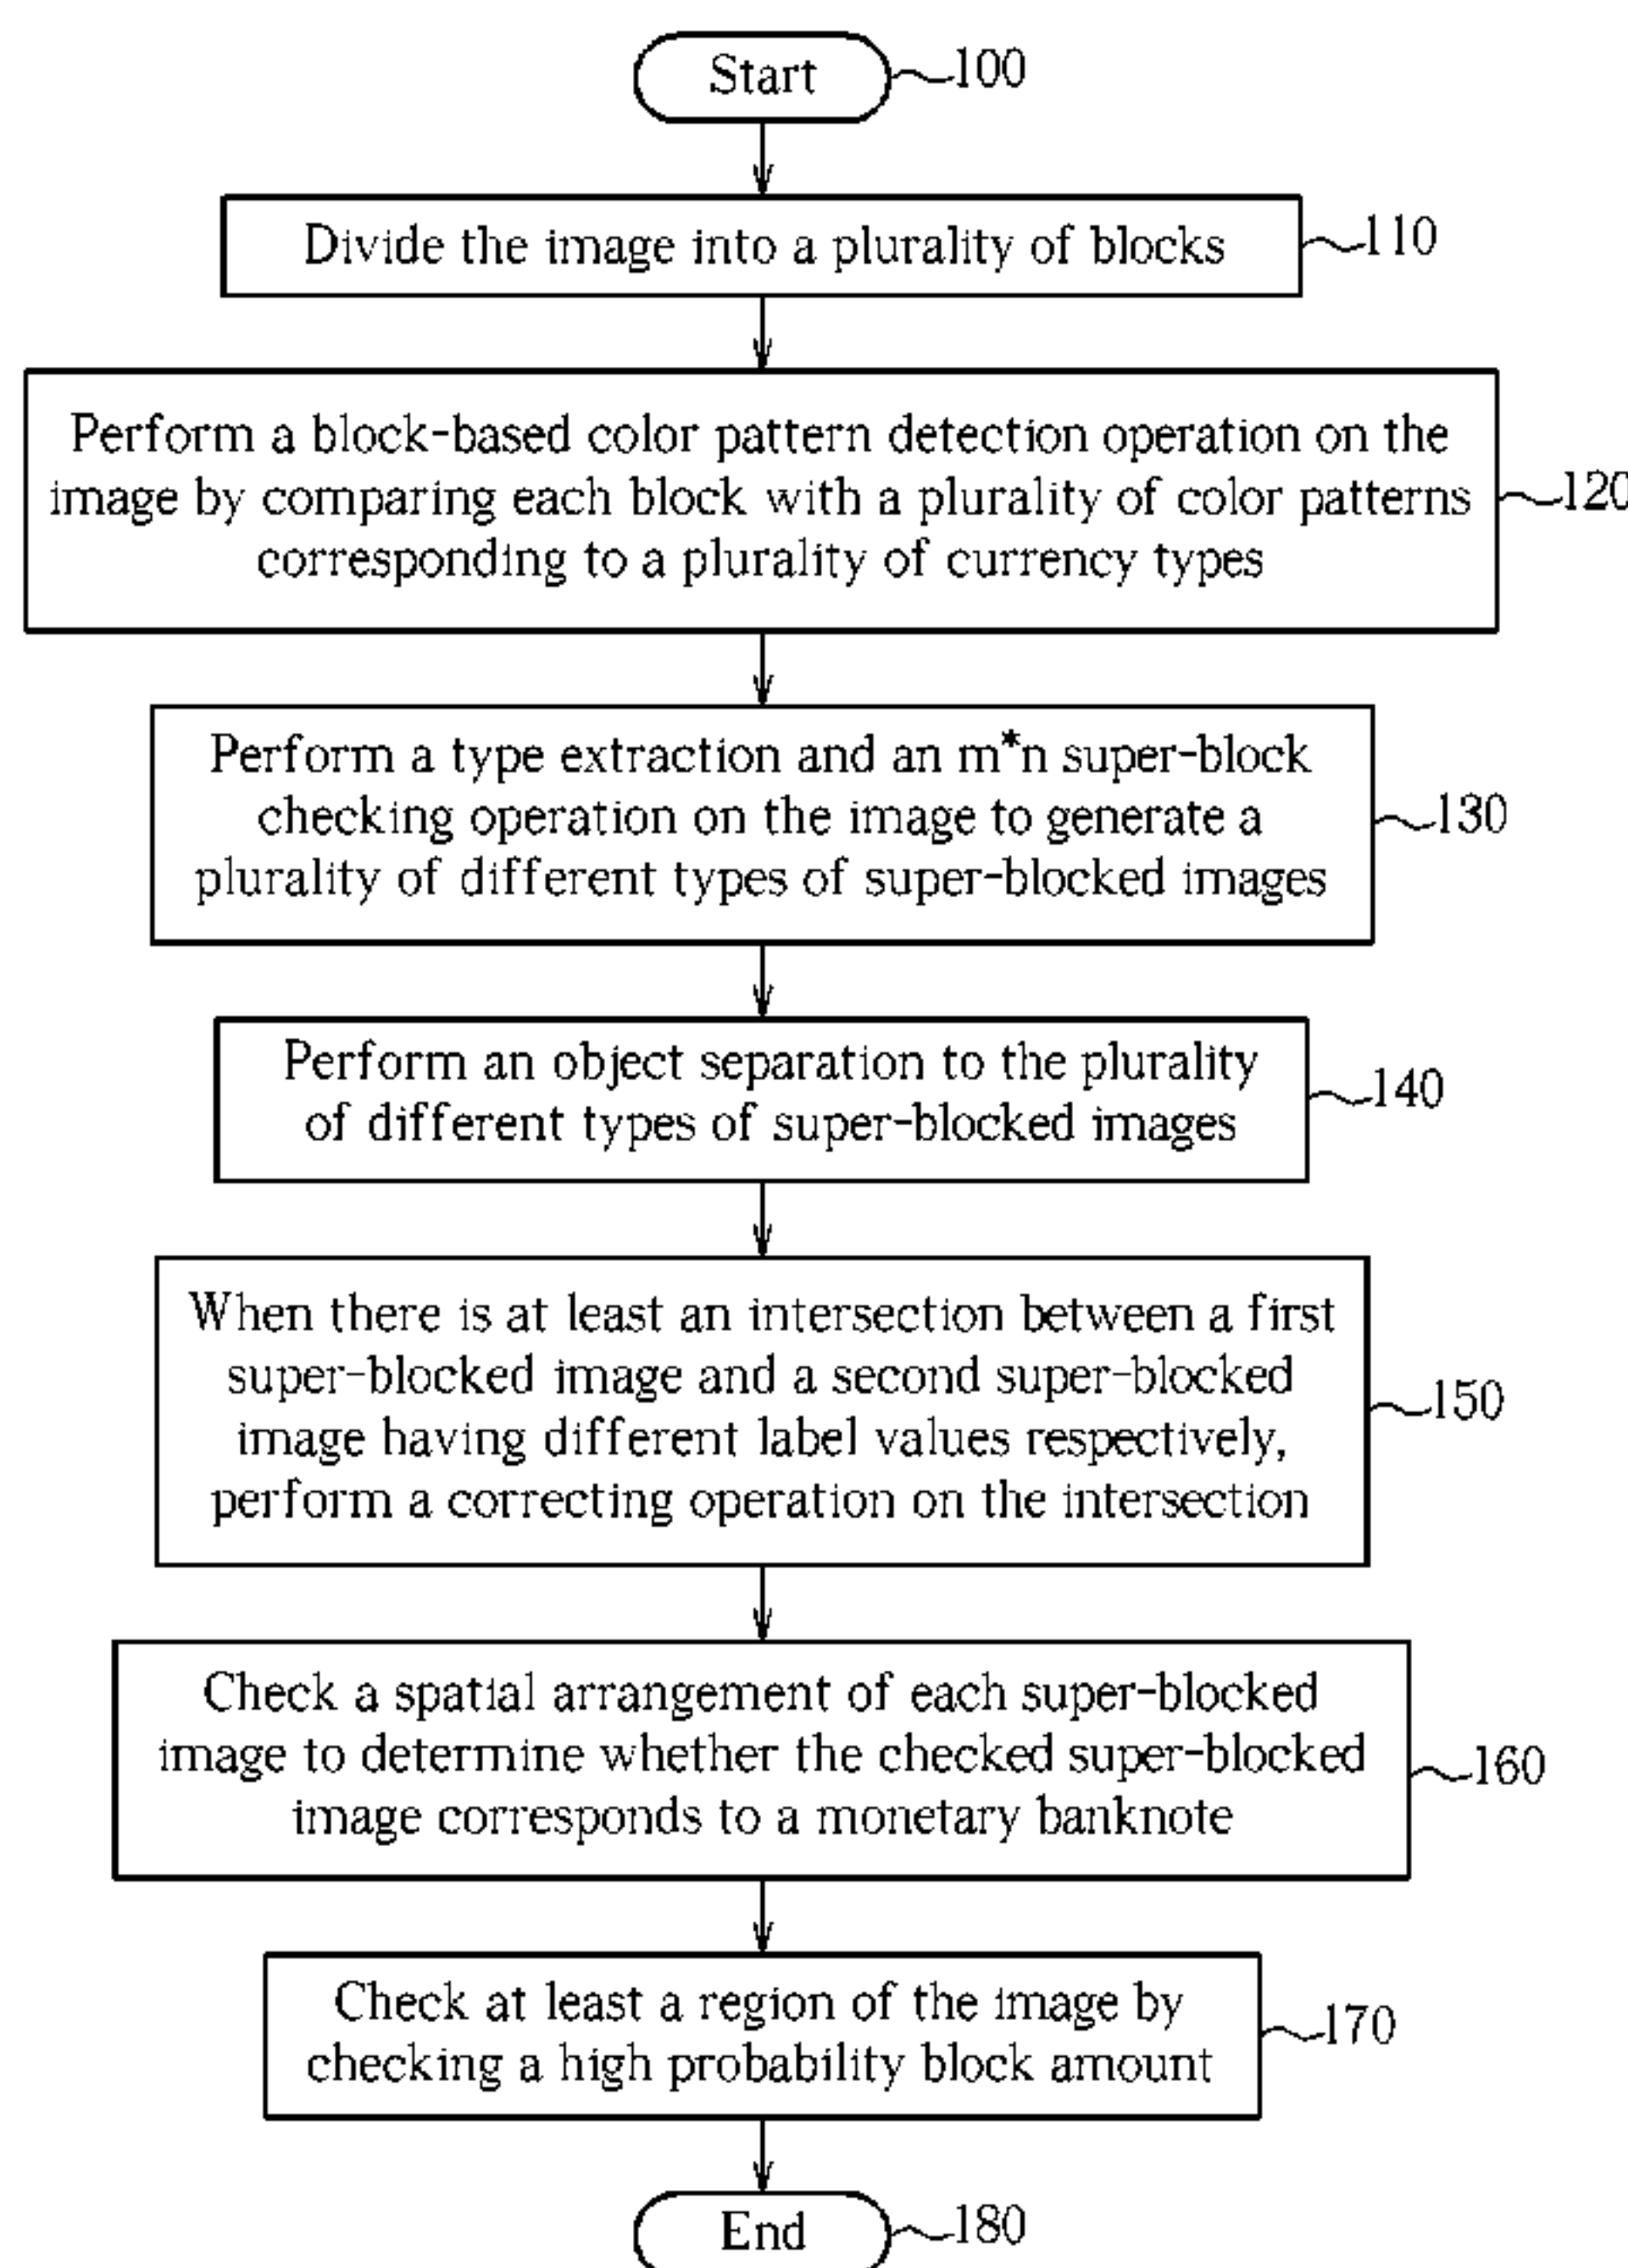 Start
100
Divide the image into a plurality of blocks
110
Perform a block-based color pattern detection operation on the
image by comparing each block with a plurality of color patterns
corresponding to a plurality of currency types
120
Perform a type extraction and an m*n super-block
checking operation on the image to generate a
plurality of different types of super-blocked images
130
Perform an object separation to the plurality
of different types of super-blocked images
140
When there is at least an intersection between a first
super-blocked image and a second super-blocked
image having different label values respectively,
perform a correcting operation on the intersection
150
Check a spatial arrangement of each super-blocked
image to determine whether the checked super-blocked
image corresponds to a monetary banknote
160
Check at least a region of the image by
checking a high probability block amount
170
End
180